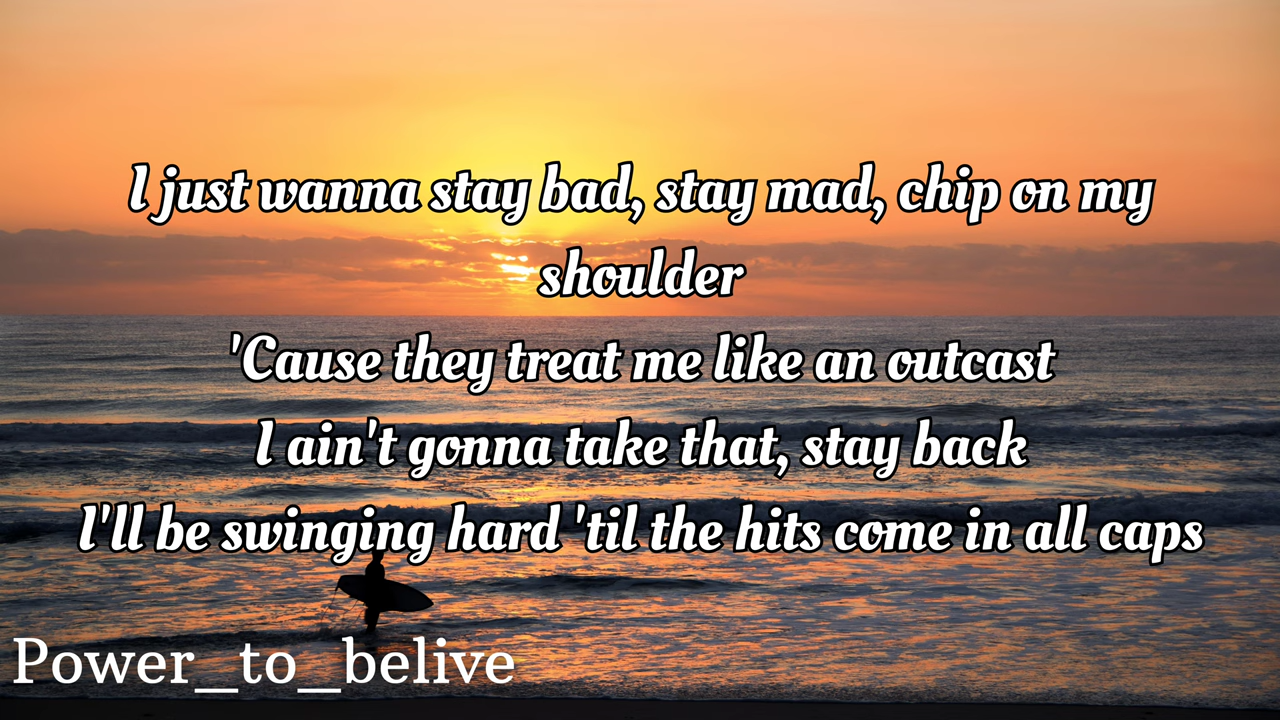 I just wanna stay bad, stay mad, chip on my
shoulder
'Cause they treat me like an outcast
I ain't gonna take that, stay back
I'll be swinging hard 'til the hits come in all caps
Power_to_belive